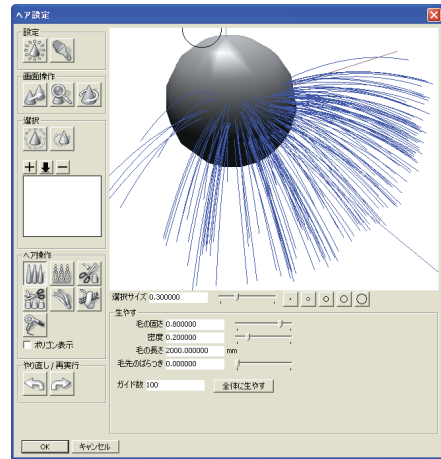 ヘア設定
設定
画面操作
選択
ヘア操作
ポリゴン表示
やり直し / 再実行
選択サイズ 0.300000
生やす
毛の固さ 0.800000
密度 0.200000
毛の長さ 2000.000000 mm
毛先のばらつき 0.000000
ガイド数 100 全体に生やす
OK キャンセル